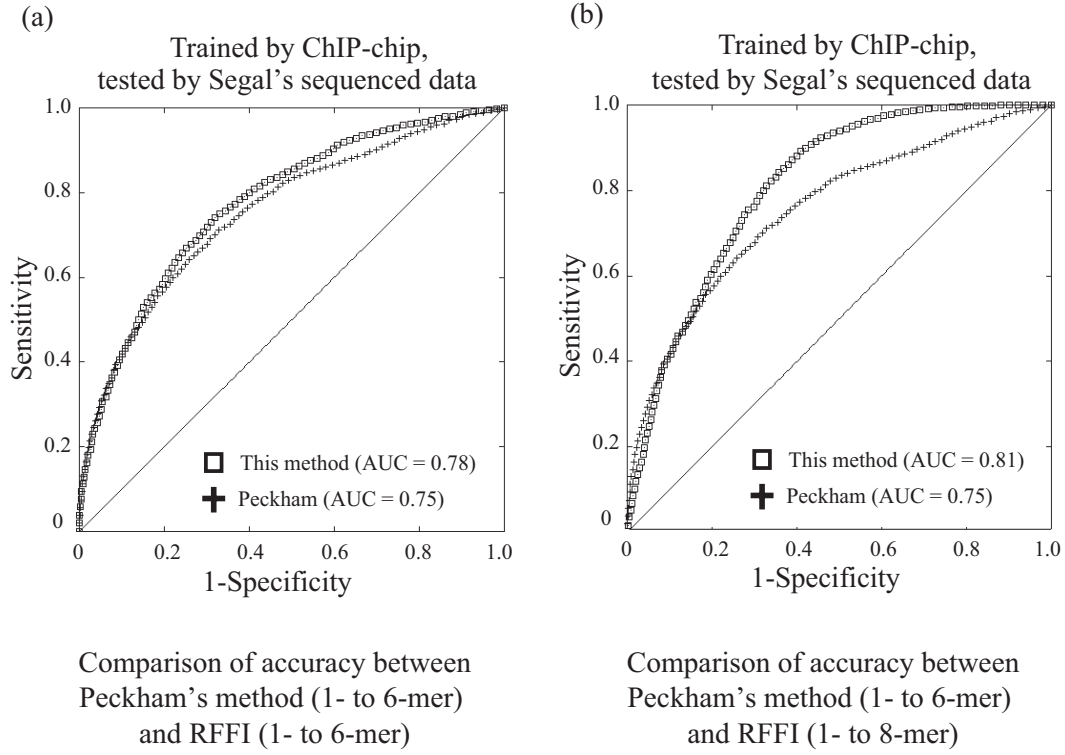 (a)
Trained by ChIP-chip,
tested by Segal's sequenced data
1.0
0.8
0.6
0.4
0.2
0
Sensitivity
This method (AUC = 0.78)
Peckham (AUC = 0.75)
0 0.2 0.4 0.6 0.8 1.0
1-Specificity
Comparison of accuracy between
Peckham's method (1- to 6-mer)
and RFFI (1- to 6-mer)
(b)
Trained by ChIP-chip,
tested by Segal's sequenced data
1.0
0.8
0.6
0.4
0.2
0
Sensitivity
This method (AUC = 0.81)
Peckham (AUC = 0.75)
0 0.2 0.4 0.6 0.8 1.0
1-Specificity
Comparison of accuracy between
Peckham's method (1- to 6-mer)
and RFFI (1- to 8-mer)